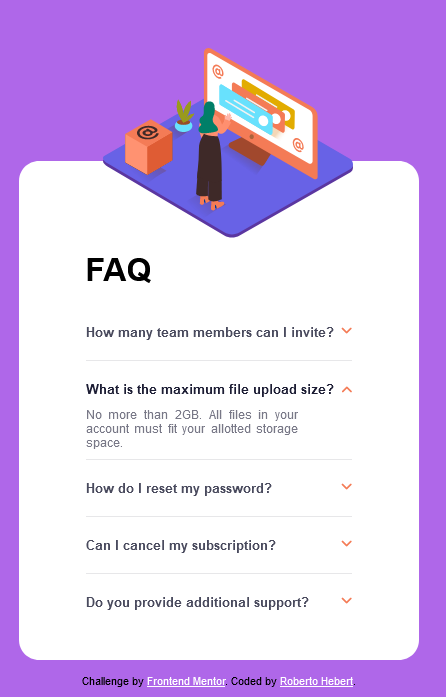 @
@
@
FAQ
How many team members can I invite?
What is the maximum file upload size?
No more than 2GB. All files in your
account must fit your allotted storage
space.
How do I reset my password?
Can I cancel my subscription?
Do you provide additional support?
Challenge by Frontend Mentor. Coded by Roberto Hebert.